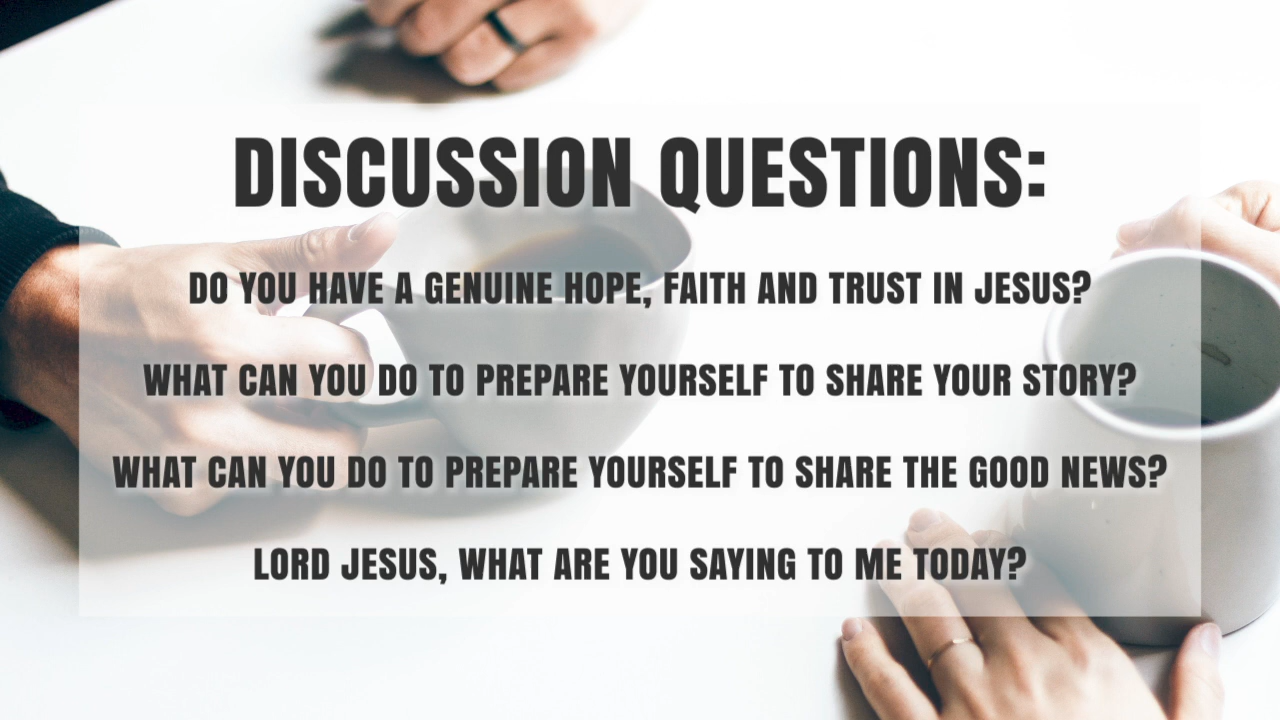 DISCUSSION QUESTIONS:
DO YOU HAVE A GENUINE HOPE, FAITH AND TRUST IN JESUS?
WHAT CAN YOU DO TO PREPARE YOURSELF TO SHARE YOUR STORY?
WHAT CAN YOU DO TO PREPARE YOURSELF TO SHARE THE GOOD NEWS?
LORD JESUS, WHAT ARE YOU SAYING TO ME TODAY?